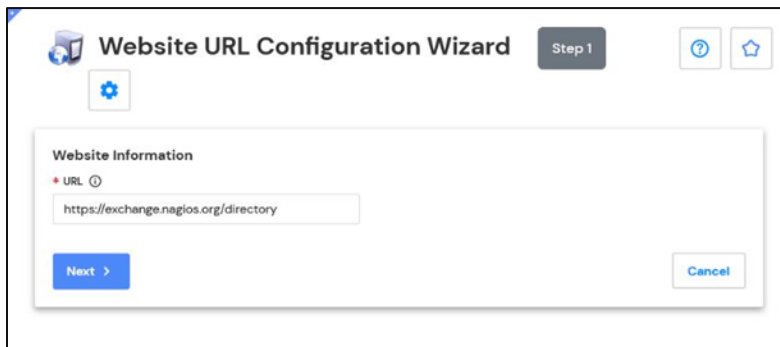 Website URL Configuration Wizard
Step 1
Website Information
* URL
https://exchange.nagios.org/directory
Next >
Cancel